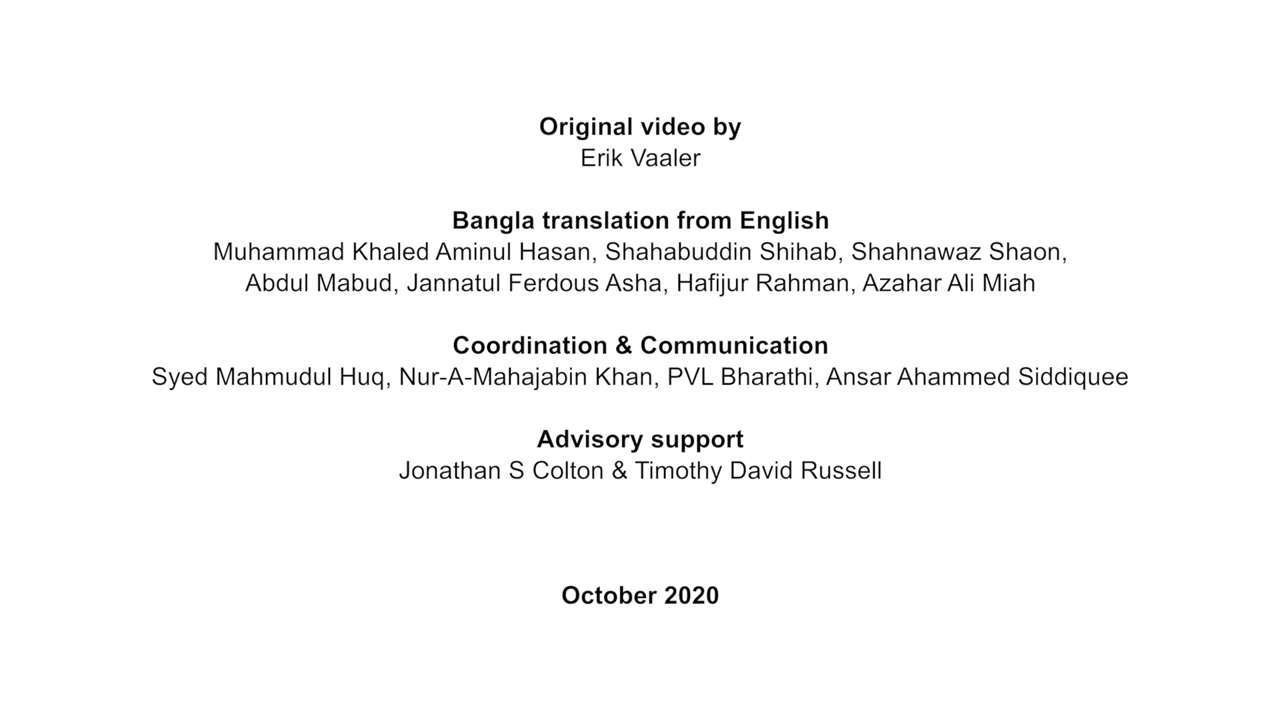 Original video by
Erik Vaaler
Bangla translation from English
Muhammad Khaled Aminul Hasan, Shahabuddin Shihab, Shahnawaz Shaon,
Abdul Mabud, Jannatul Ferdous Asha, Hafijur Rahman, Azahar Ali Miah
Coordination & Communication
Syed Mahmudul Huq, Nur-A-Mahajabin Khan, PVL Bharathi, Ansar Ahammed Siddiquee
Advisory support
Jonathan S Colton & Timothy David Russell
October 2020